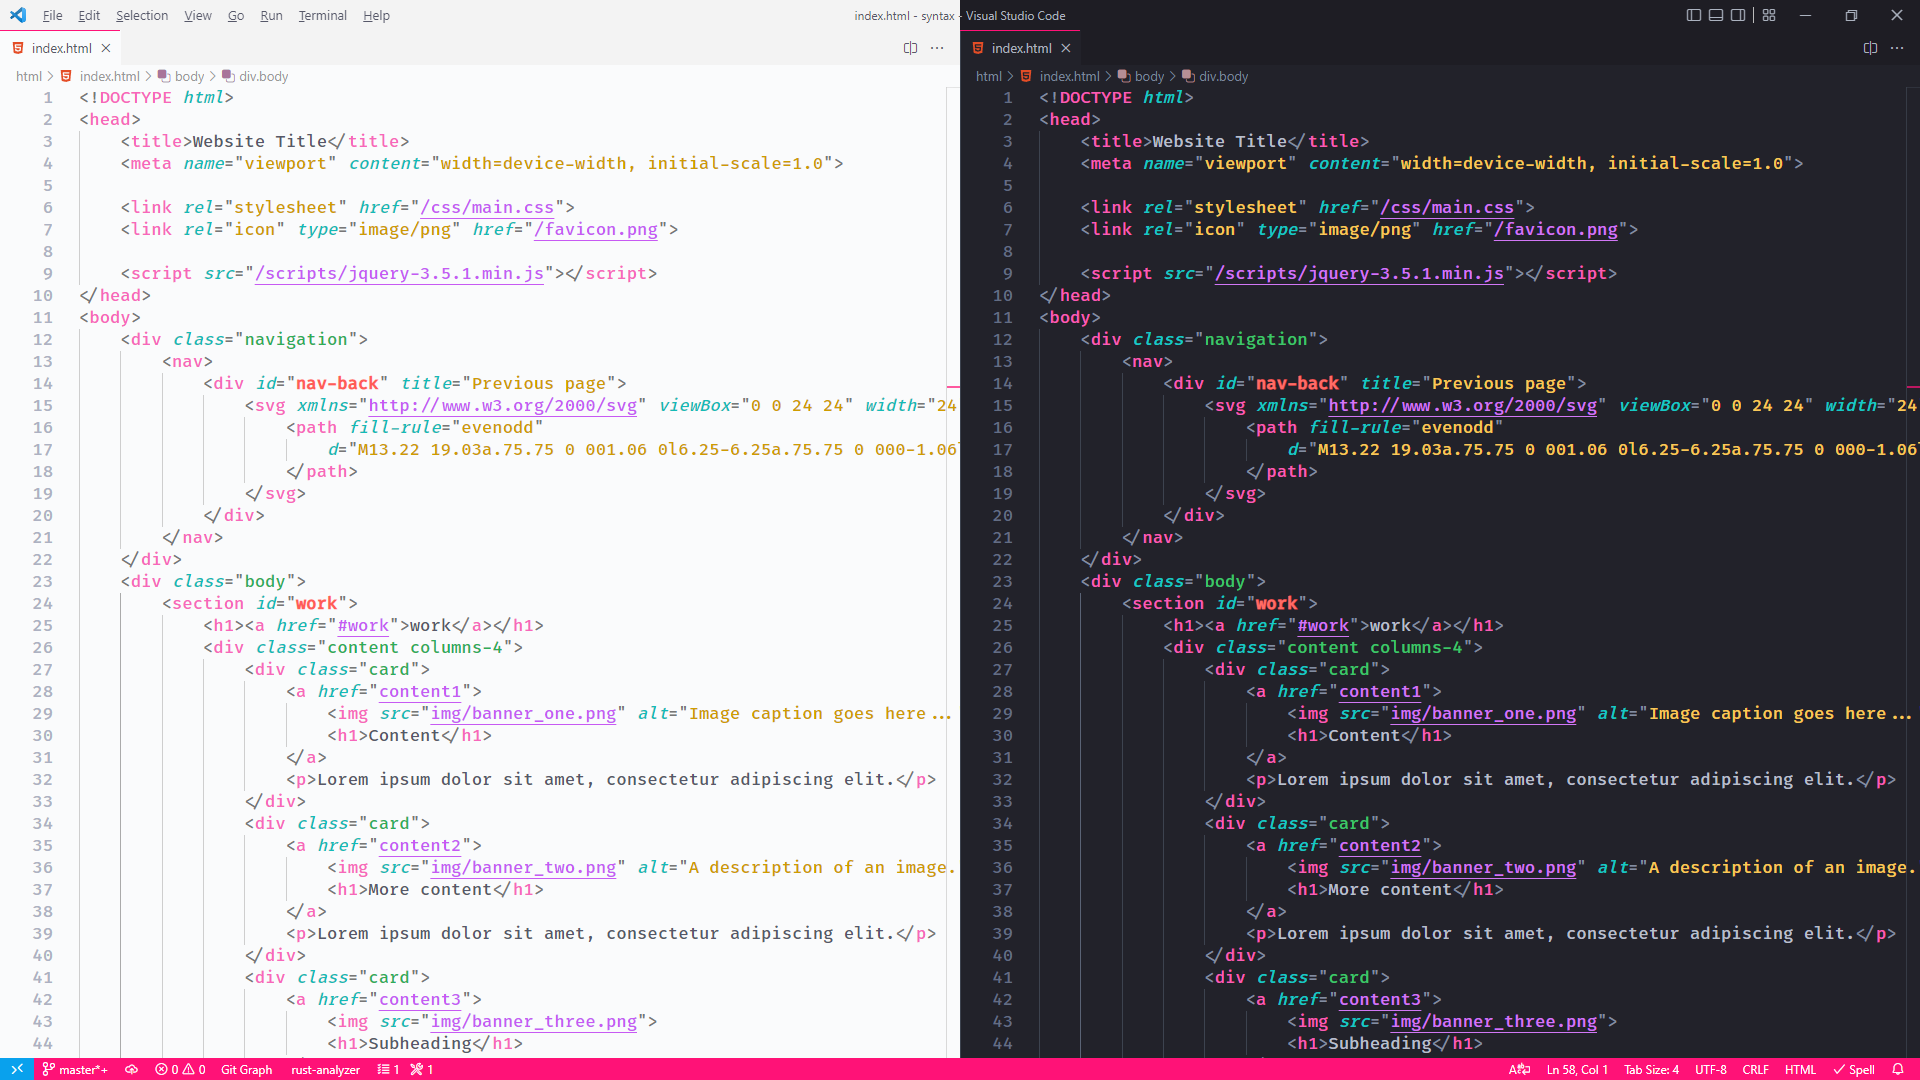 File Edit Selection View Go Run Terminal Help index.html - syntax - Visual Studio Code
index.html
html > index.html > body > div.body
1 <!DOCTYPE html>
2 <head>
3 <title>Website Title</title>
4 <meta name="viewport" content="width=device-width, initial-scale=1.0">
5
6 <link rel="stylesheet" href="/css/main.css">
7 <link rel="icon" type="image/png" href="/favicon.png">
8
9 <script src="/scripts/jquery-3.5.1.min.js"></script>
10 </head>
11 <body>
12 <div class="navigation">
13 <nav>
14 <div id="nav-back" title="Previous page">
15 <svg xmlns="http://www.w3.org/2000/svg" viewBox="0 0 24 24" width="24
16 <path fill-rule="evenodd"
17 d="M13.22 19.03a.75.75 0 001.06 0l6.25-6.25a.75.75 0 000-1.06l
18 </path>
19 </svg>
20 </div>
21 </nav>
22 </div>
23 <div class="body">
24 <section id="work">
25 <h1><a href="#work">work</a></h1>
26 <div class="content columns-4">
27 <div class="card">
28 <a href="content1">
29 <img src="img/banner_one.png" alt="Image caption goes here...
30 <h1>Content</h1>
31 </a>
32 <p>Lorem ipsum dolor sit amet, consectetur adipiscing elit.</p>
33 </div>
34 <div class="card">
35 <a href="content2">
36 <img src="img/banner_two.png" alt="A description of an image.
37 <h1>More content</h1>
38 </a>
39 <p>Lorem ipsum dolor sit amet, consectetur adipiscing elit.</p>
40 </div>
41 <div class="card">
42 <a href="content3">
43 <img src="img/banner_three.png">
44 <h1>Subheading</h1>
index.html
html > index.html > body > div.body
1 <!DOCTYPE html>
2 <head>
3 <title>Website Title</title>
4 <meta name="viewport" content="width=device-width, initial-scale=1.0">
5
6 <link rel="stylesheet" href="/css/main.css">
7 <link rel="icon" type="image/png" href="/favicon.png">
8
9 <script src="/scripts/jquery-3.5.1.min.js"></script>
10 </head>
11 <body>
12 <div class="navigation">
13 <nav>
14 <div id="nav-back" title="Previous page">
15 <svg xmlns="http://www.w3.org/2000/svg" viewBox="0 0 24 24" width="24
16 <path fill-rule="evenodd"
17 d="M13.22 19.03a.75.75 0 001.06 0l6.25-6.25a.75.75 0 000-1.06l
18 </path>
19 </svg>
20 </div>
21 </nav>
22 </div>
23 <div class="body">
24 <section id="work">
25 <h1><a href="#work">work</a></h1>
26 <div class="content columns-4">
27 <div class="card">
28 <a href="content1">
29 <img src="img/banner_one.png" alt="Image caption goes here...
30 <h1>Content</h1>
31 </a>
32 <p>Lorem ipsum dolor sit amet, consectetur adipiscing elit.</p>
33 </div>
34 <div class="card">
35 <a href="content2">
36 <img src="img/banner_two.png" alt="A description of an image.
37 <h1>More content</h1>
38 </a>
39 <p>Lorem ipsum dolor sit amet, consectetur adipiscing elit.</p>
40 </div>
41 <div class="card">
42 <a href="content3">
43 <img src="img/banner_three.png">
44 <h1>Subheading</h1>
master*+ 0 0 Git Graph rust-analyzer 1 1 Ln 58, Col 1 Tab Size: 4 UTF-8 CRLF HTML Spell